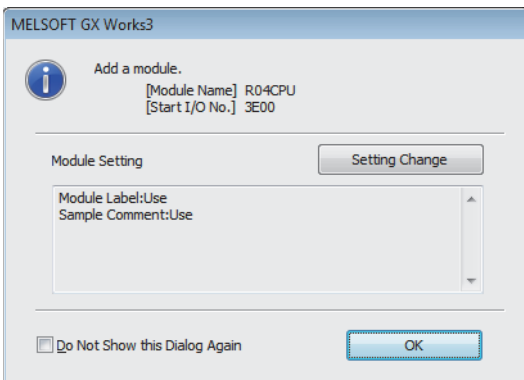 MELSOFT GX Works3
Add a module.
[Module Name] R04CPU
[Start I/O No.] 3E00
Module Setting
Setting Change
Module Label:Use
Sample Comment:Use
Do Not Show this Dialog Again
OK